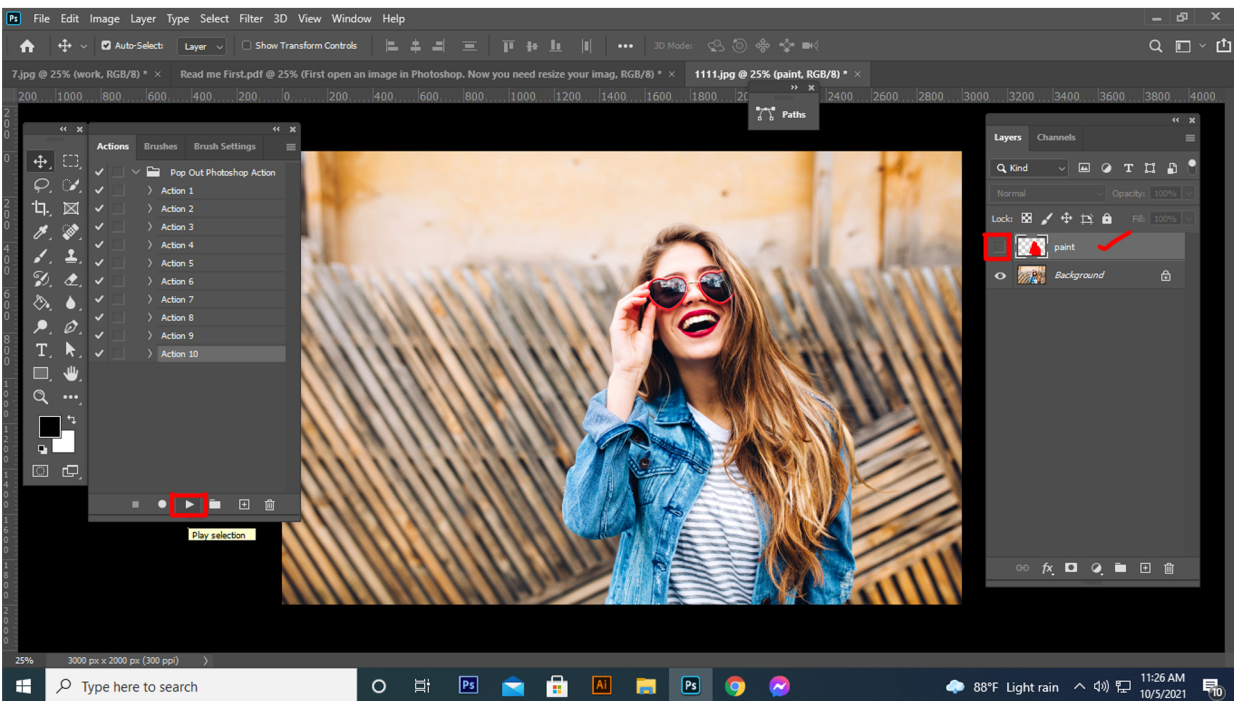 Ps File Edit Image Layer Type Select Filter 3D View Window Help
Auto-Select: Layer Show Transform Controls 3D Mode:
7.jpg @ 25% (work, RGB/8) * × Read me First.pdf @ 25% (First open an image in Photoshop. Now you need resize your imag, RGB/8) * × 1111.jpg @ 25% (paint, RGB/8) * ×
200 1000 800 600 400 200 0 200 400 600 800 1000 1200 1400 1600 1800 2400 2600 2800 3000 3200 3400 3600 3800 4000
Paths
Actions Brushes Brush Settings
Pop Out Photoshop Action
Action 1
Action 2
Action 3
Action 4
Action 5
Action 6
Action 7
Action 8
Action 9
Action 10
Play selection
Layers Channels
Kind
Normal Opacity: 100%
Lock: Fill: 100%
paint
Background
25% 3000 px x 2000 px (300 ppi)
Type here to search
Ps Ai Ps
88°F Light rain
11:26 AM
10/5/2021
10